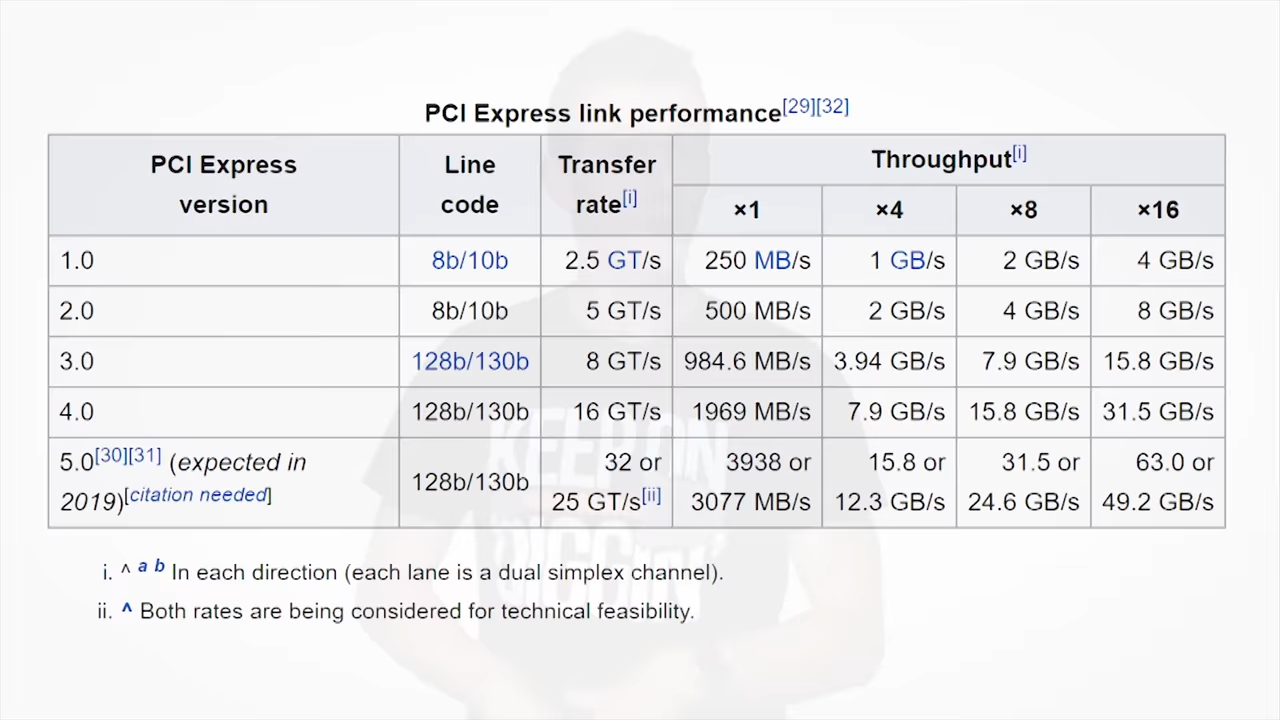 PCI Express link performance[29][32]
PCI Express version	Line code	Transfer rate[i]	Throughput[i]
×1	×4	×8	×16
1.0	8b/10b	2.5 GT/s	250 MB/s	1 GB/s	2 GB/s	4 GB/s
2.0	8b/10b	5 GT/s	500 MB/s	2 GB/s	4 GB/s	8 GB/s
3.0	128b/130b	8 GT/s	984.6 MB/s	3.94 GB/s	7.9 GB/s	15.8 GB/s
4.0	128b/130b	16 GT/s	1969 MB/s	7.9 GB/s	15.8 GB/s	31.5 GB/s
5.0[30][31] (expected in	128b/130b	32 or	3938 or	15.8 or	31.5 or	63.0 or
2019)[citation needed]	25 GT/s[ii]	3077 MB/s	12.3 GB/s	24.6 GB/s	49.2 GB/s
i. ^ a b In each direction (each lane is a dual simplex channel).
ii. ^ Both rates are being considered for technical feasibility.
KEEP ON